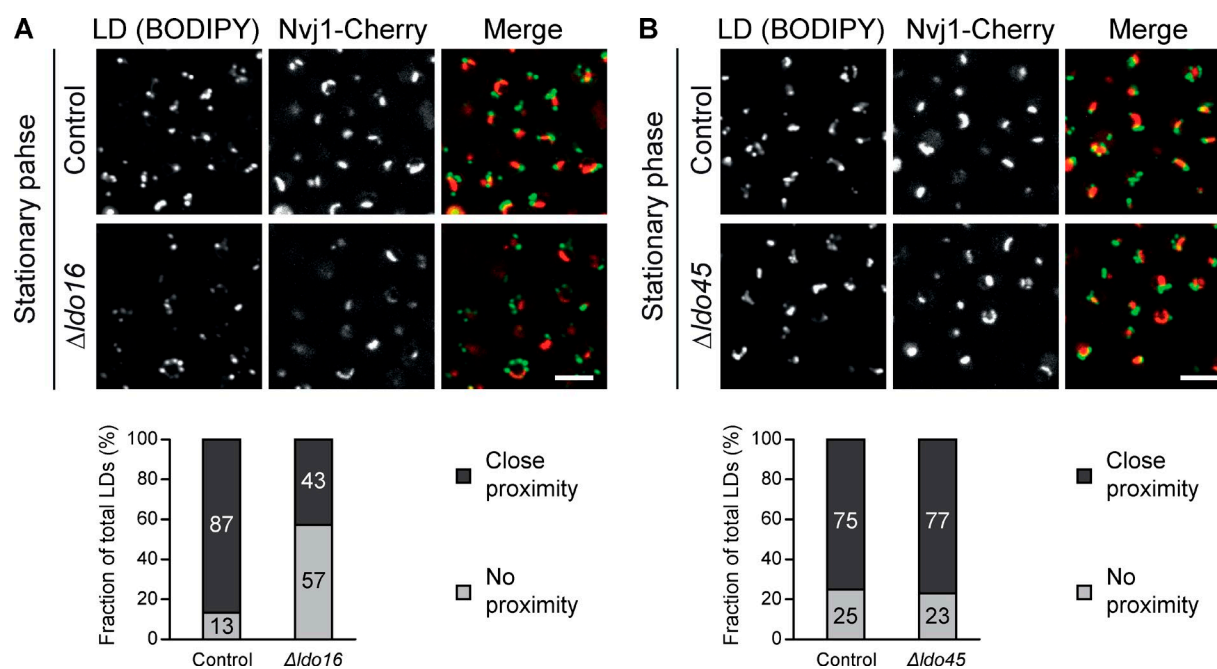 A
LD (BODIPY) Nvj1-Cherry Merge
Stationary pahse
Control
Δldo16
Fraction of total LDs (%)
100
80
60
40
20
0
87
13
43
57
Control Δldo16
Close
proximity
No
proximity
B
LD (BODIPY) Nvj1-Cherry Merge
Stationary phase
Control
Δldo45
Fraction of total LDs (%)
100
80
60
40
20
0
75
25
77
23
Control Δldo45
Close
proximity
No
proximity